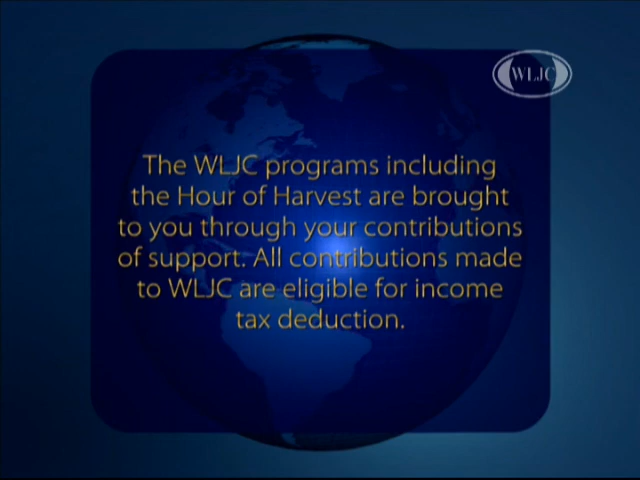 WLJC
The WLJC programs including
the Hour of Harvest are brought
to you through your contributions
of support. All contributions made
to WLJC are eligible for income
tax deduction.